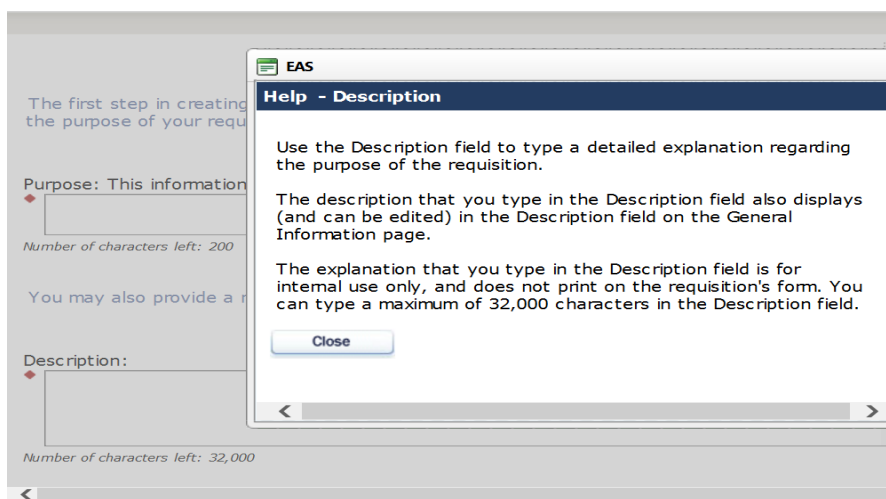 EAS
Help - Description
The first step in creating
the purpose of your requ
Use the Description field to type a detailed explanation regarding
the purpose of the requisition.
Purpose: This information
The description that you type in the Description field also displays
(and can be edited) in the Description field on the General
Information page.
Number of characters left: 200
The explanation that you type in the Description field is for
internal use only, and does not print on the requisition's form. You
can type a maximum of 32,000 characters in the Description field.
You may also provide a r
Close
Description:
Number of characters left: 32,000